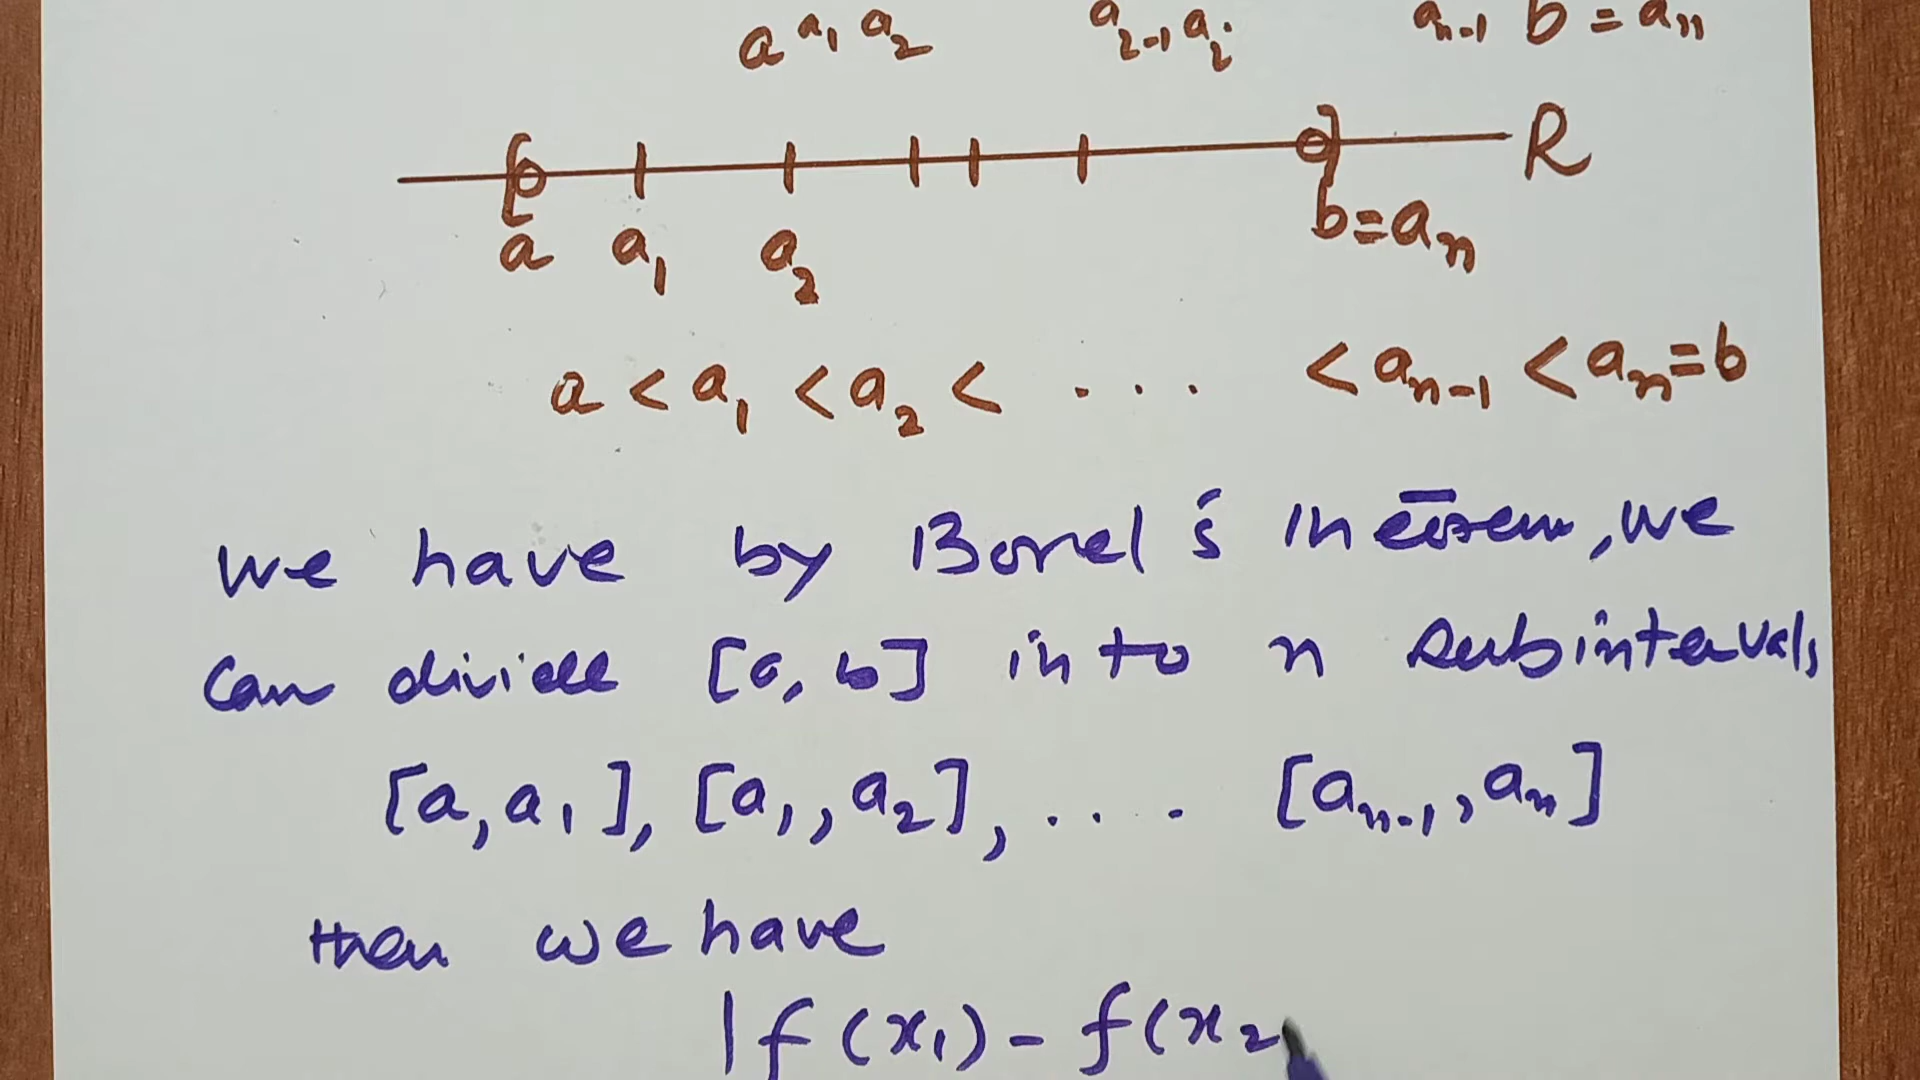 a a₁ a₂ aᵢ₋₁ aᵢ aₙ₋₁ b = aₙ
R
a a₁ a₂ b=aₙ
a < a₁ < a₂ < . . . < aₙ₋₁ < aₙ=b
we have by Borel's theorem, we
can divide [a, b] into n subintervals
[a, a₁], [a₁, a₂], . . . . [aₙ₋₁, aₙ]
then we have
|f(x₁) - f(x₂